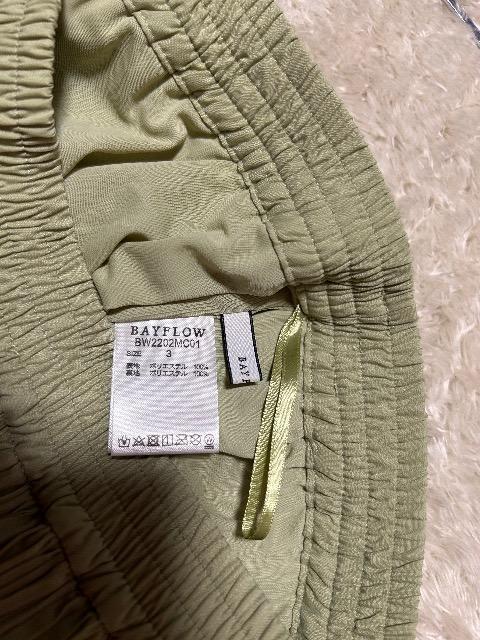 BAYFLOW
BW2202MC01
SIZE 3
表地 ポリエステル 100%
裏地 ポリエステル 100%
BAYF